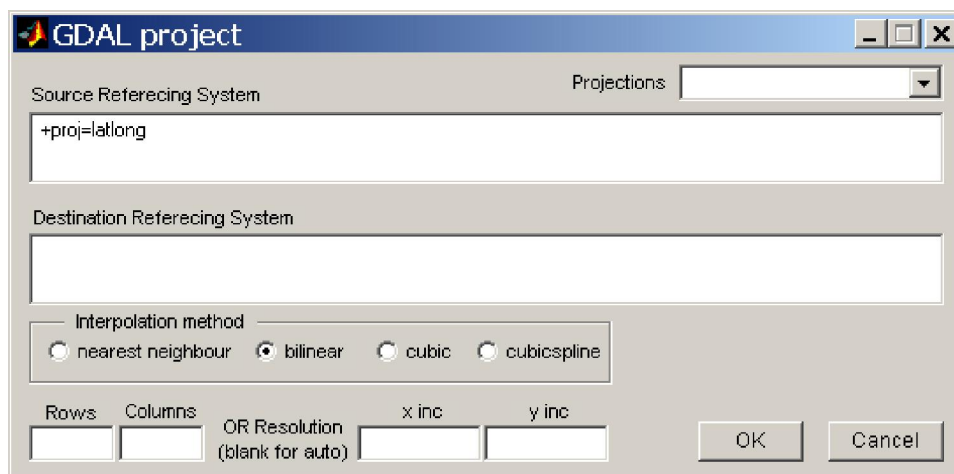 GDAL project
Projections
Source Referecing System
+proj=latlong
Destination Referecing System
Interpolation method
nearest neighbour bilinear cubic cubicspline
Rows Columns OR Resolution x inc y inc
(blank for auto)
OK Cancel